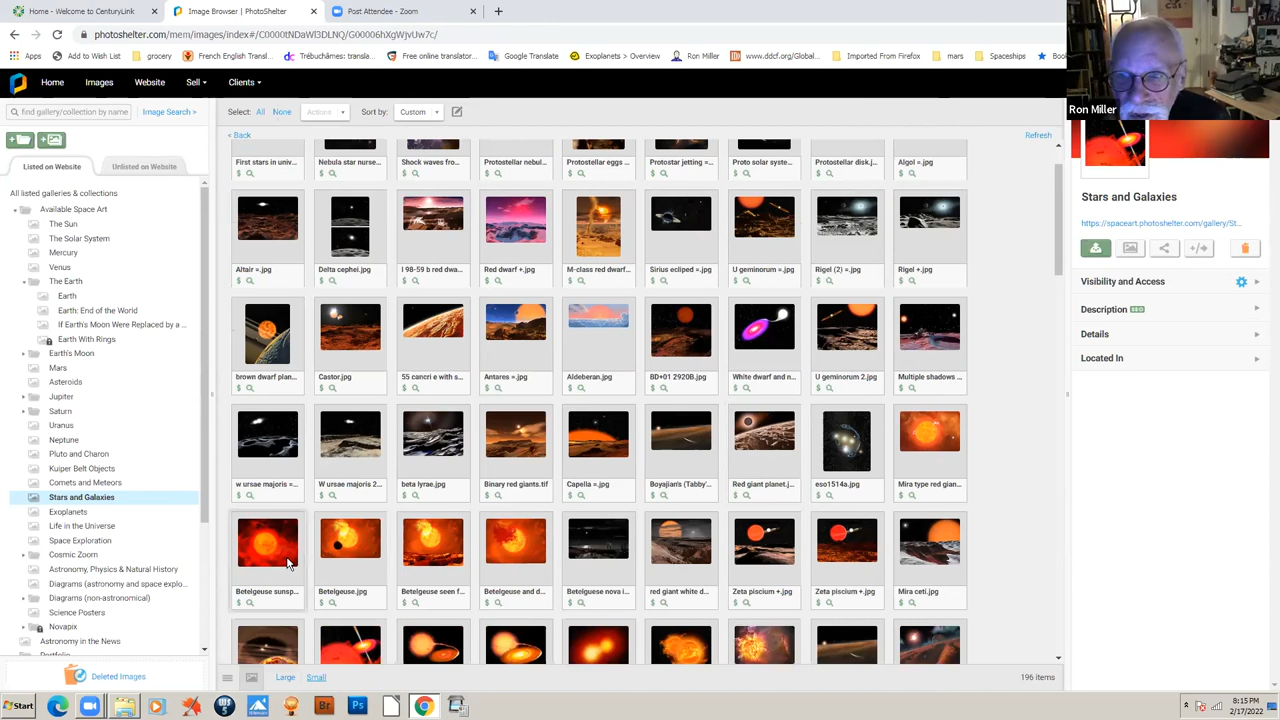 Home - Welcome to CenturyLink
Image Browser | PhotoShelter
Post Attendee - Zoom
photoshelter.com/mem/images/index#/C0000tNDaWl3DLNQ/G00006hXgWjvUw7c/
Apps
Add to Wish List
grocery
French English Transl...
Trébuchâmes: transl...
Free online translator...
Google Translate
Exoplanets > Overview
Ron Miller
www.ddcf.org/Global...
Imported From Firefox
mars
Spaceships
Ron Miller
Home
Images
Website
Sell
Clients
find gallery/collection by name
Image Search >
Select:
All
None
Actions
Sort by:
Custom
< Back
Refresh
Listed on Website
Unlisted on Website
All listed galleries & collections
Available Space Art
The Sun
The Solar System
Mercury
Venus
The Earth
Earth
Earth: End of the World
If Earth's Moon Were Replaced by a ...
Earth With Rings
Earth's Moon
Mars
Asteroids
Jupiter
Saturn
Uranus
Neptune
Pluto and Charon
Kuiper Belt Objects
Comets and Meteors
Stars and Galaxies
Exoplanets
Life in the Universe
Space Exploration
Cosmic Zoom
Astronomy, Physics & Natural History
Diagrams (astronomy and space explo...
Diagrams (non-astronomical)
Science Posters
Novapix
Astronomy in the News
Deleted Images
First stars in univ...
Nebula star nurse...
Shock waves fro...
Protostellar nebul...
Protostellar eggs ...
Protostar jetting =...
Proto solar syste...
Protostellar disk.j...
Algol =.jpg
Altair =.jpg
Delta cephei.jpg
l 98-59 b red dwa...
Red dwarf +.jpg
M-class red dwarf...
Sirius ecliped =.jpg
U geminorum =.j...
Rigel (2) =.jpg
Rigel +.jpg
brown dwarf plan...
Castor.jpg
55 cancri e with s...
Antares =.jpg
Aldeberan.jpg
BD+01 2920B.jpg
White dwarf and n...
U geminorum 2.jpg
Multiple shadows ...
w ursae majoris =...
W ursae majoris 2...
beta lyrae.jpg
Binary red giants.tif
Capella =.jpg
Boyajian's (Tabby'...
Red giant planet.j...
eso1514a.jpg
Mira type red gian...
Betelgeuse sunsp...
Betelgeuse.jpg
Betelgeuse seen f...
Betelgeuse and d...
Betelguese nova i...
red giant white d...
Zeta piscium +.jpg
Zeta piscium +.jpg
Mira ceti.jpg
Large
Small
196 items
Stars and Galaxies
https://spaceart.photoshelter.com/gallery/St...
Visibility and Access
Description SEO
Details
Located In
Start
8:15 PM
2/17/2022